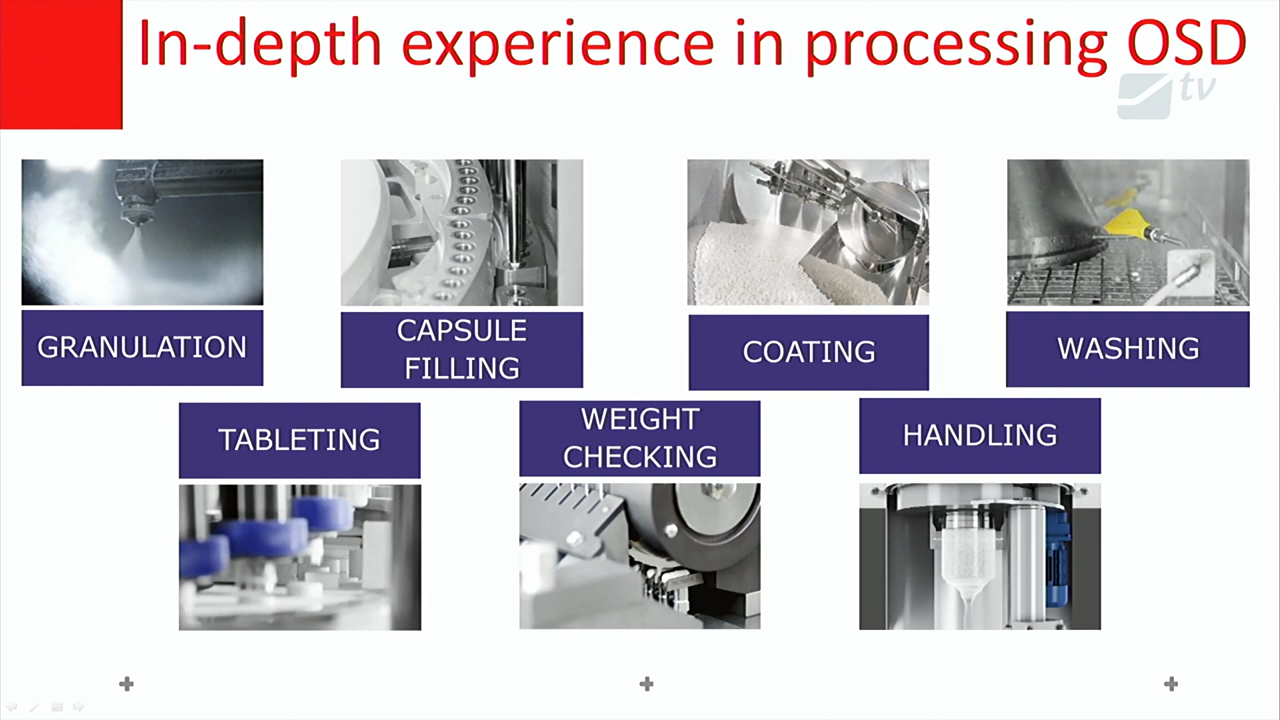 In-depth experience in processing OSD
tv
GRANULATION
CAPSULE
FILLING
COATING
WASHING
TABLETING
WEIGHT
CHECKING
HANDLING